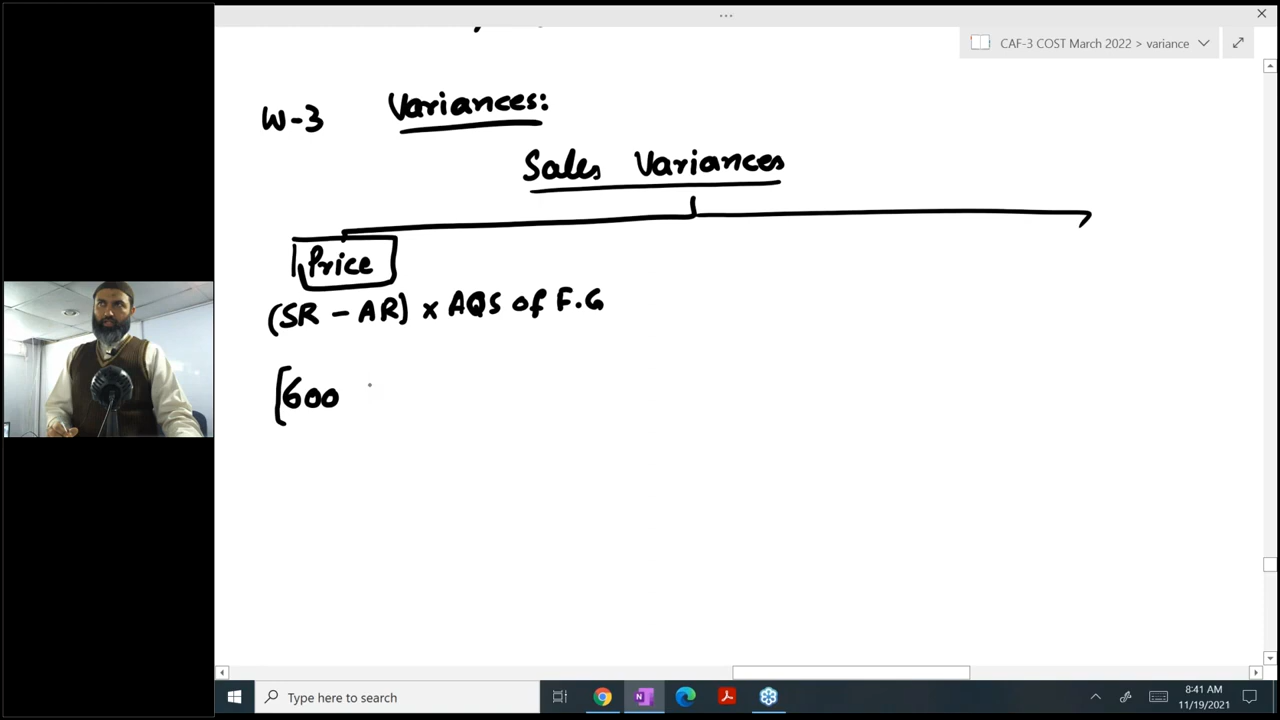 CAF-3 COST March 2022 > variance
W-3 Variances:
Sales Variances
Price
(SR - AR) x AQS of F.G
[600
Type here to search
8:41 AM
11/19/2021